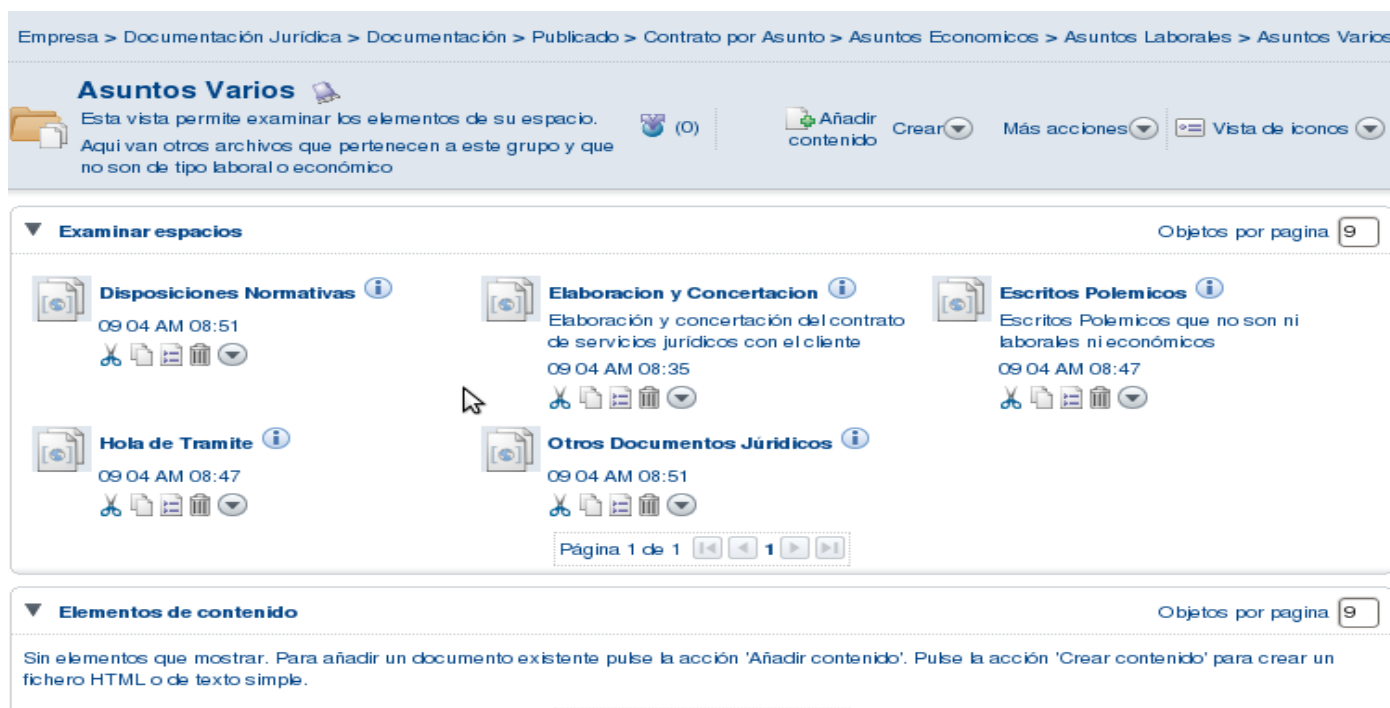 Empresa > Documentación Jurídica > Documentación > Publicado > Contrato por Asunto > Asuntos Economicos > Asuntos Laborales > Asuntos Varios
Asuntos Varios
Esta vista permite examinar los elementos de su espacio.
Aqui van otros archivos que pertenecen a este grupo y que
no son de tipo laboral o económico
(0)
Añadir
contenido
Crear
Más acciones
Vista de iconos
Examinar espacios
Objetos por pagina 9
Disposiciones Normativas
09 04 AM 08:51
Elaboracion y Concertacion
Elaboración y concertación del contrato
de servicios jurídicos con el cliente
09 04 AM 08:35
Escritos Polemicos
Escritos Polemicos que no son ni
laborales ni económicos
09 04 AM 08:47
Hola de Tramite
09 04 AM 08:47
Otros Documentos Júridicos
09 04 AM 08:51
Página 1 de 1 1
Elementos de contenido
Objetos por pagina 9
Sin elementos que mostrar. Para añadir un documento existente pulse la acción 'Añadir contenido'. Pulse la acción 'Crear contenido' para crear un
fichero HTML o de texto simple.